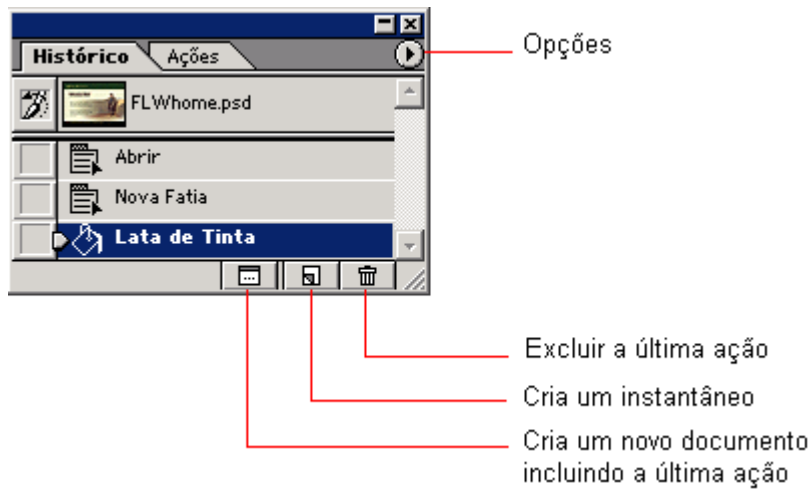 Histórico
Ações
Opções
FLWhome.psd
Abrir
Nova Fatia
Lata de Tinta
Excluir a última ação
Cria um instantâneo
Cria um novo documento
incluindo a última ação